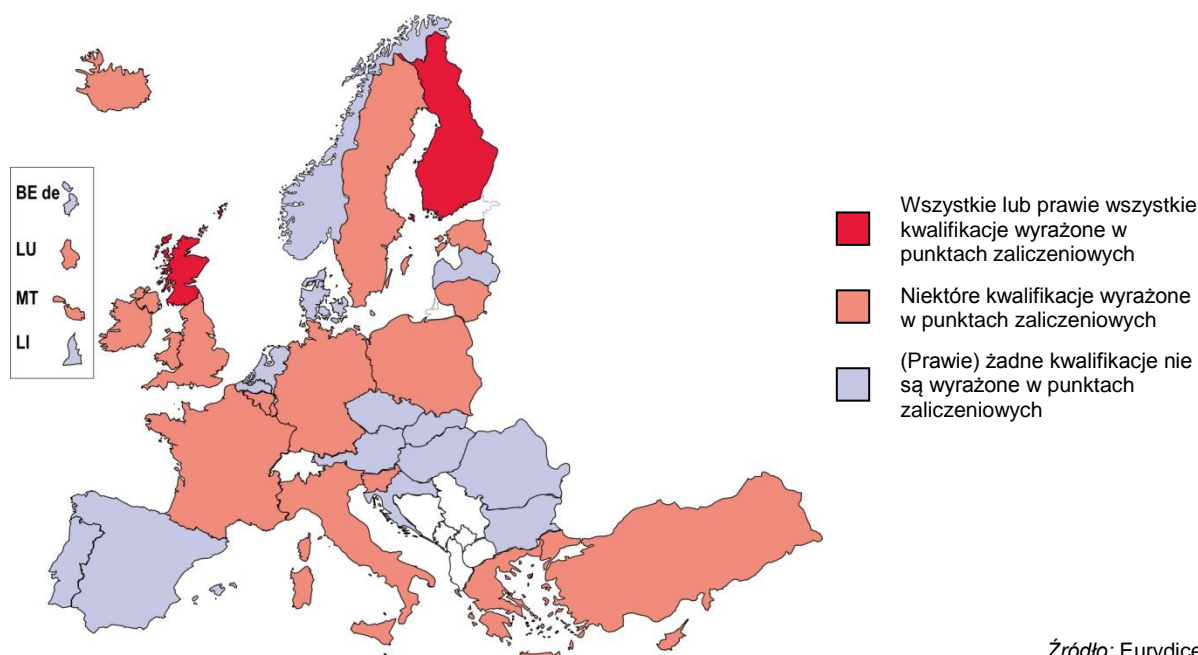 BE de
LU
MT
LI
Wszystkie lub prawie wszystkie
kwalifikacje wyrażone w
punktach zaliczeniowych
Niektóre kwalifikacje wyrażone
w punktach zaliczeniowych
(Prawie) żadne kwalifikacje nie
są wyrażone w punktach
zaliczeniowych
Źródło: Eurydice